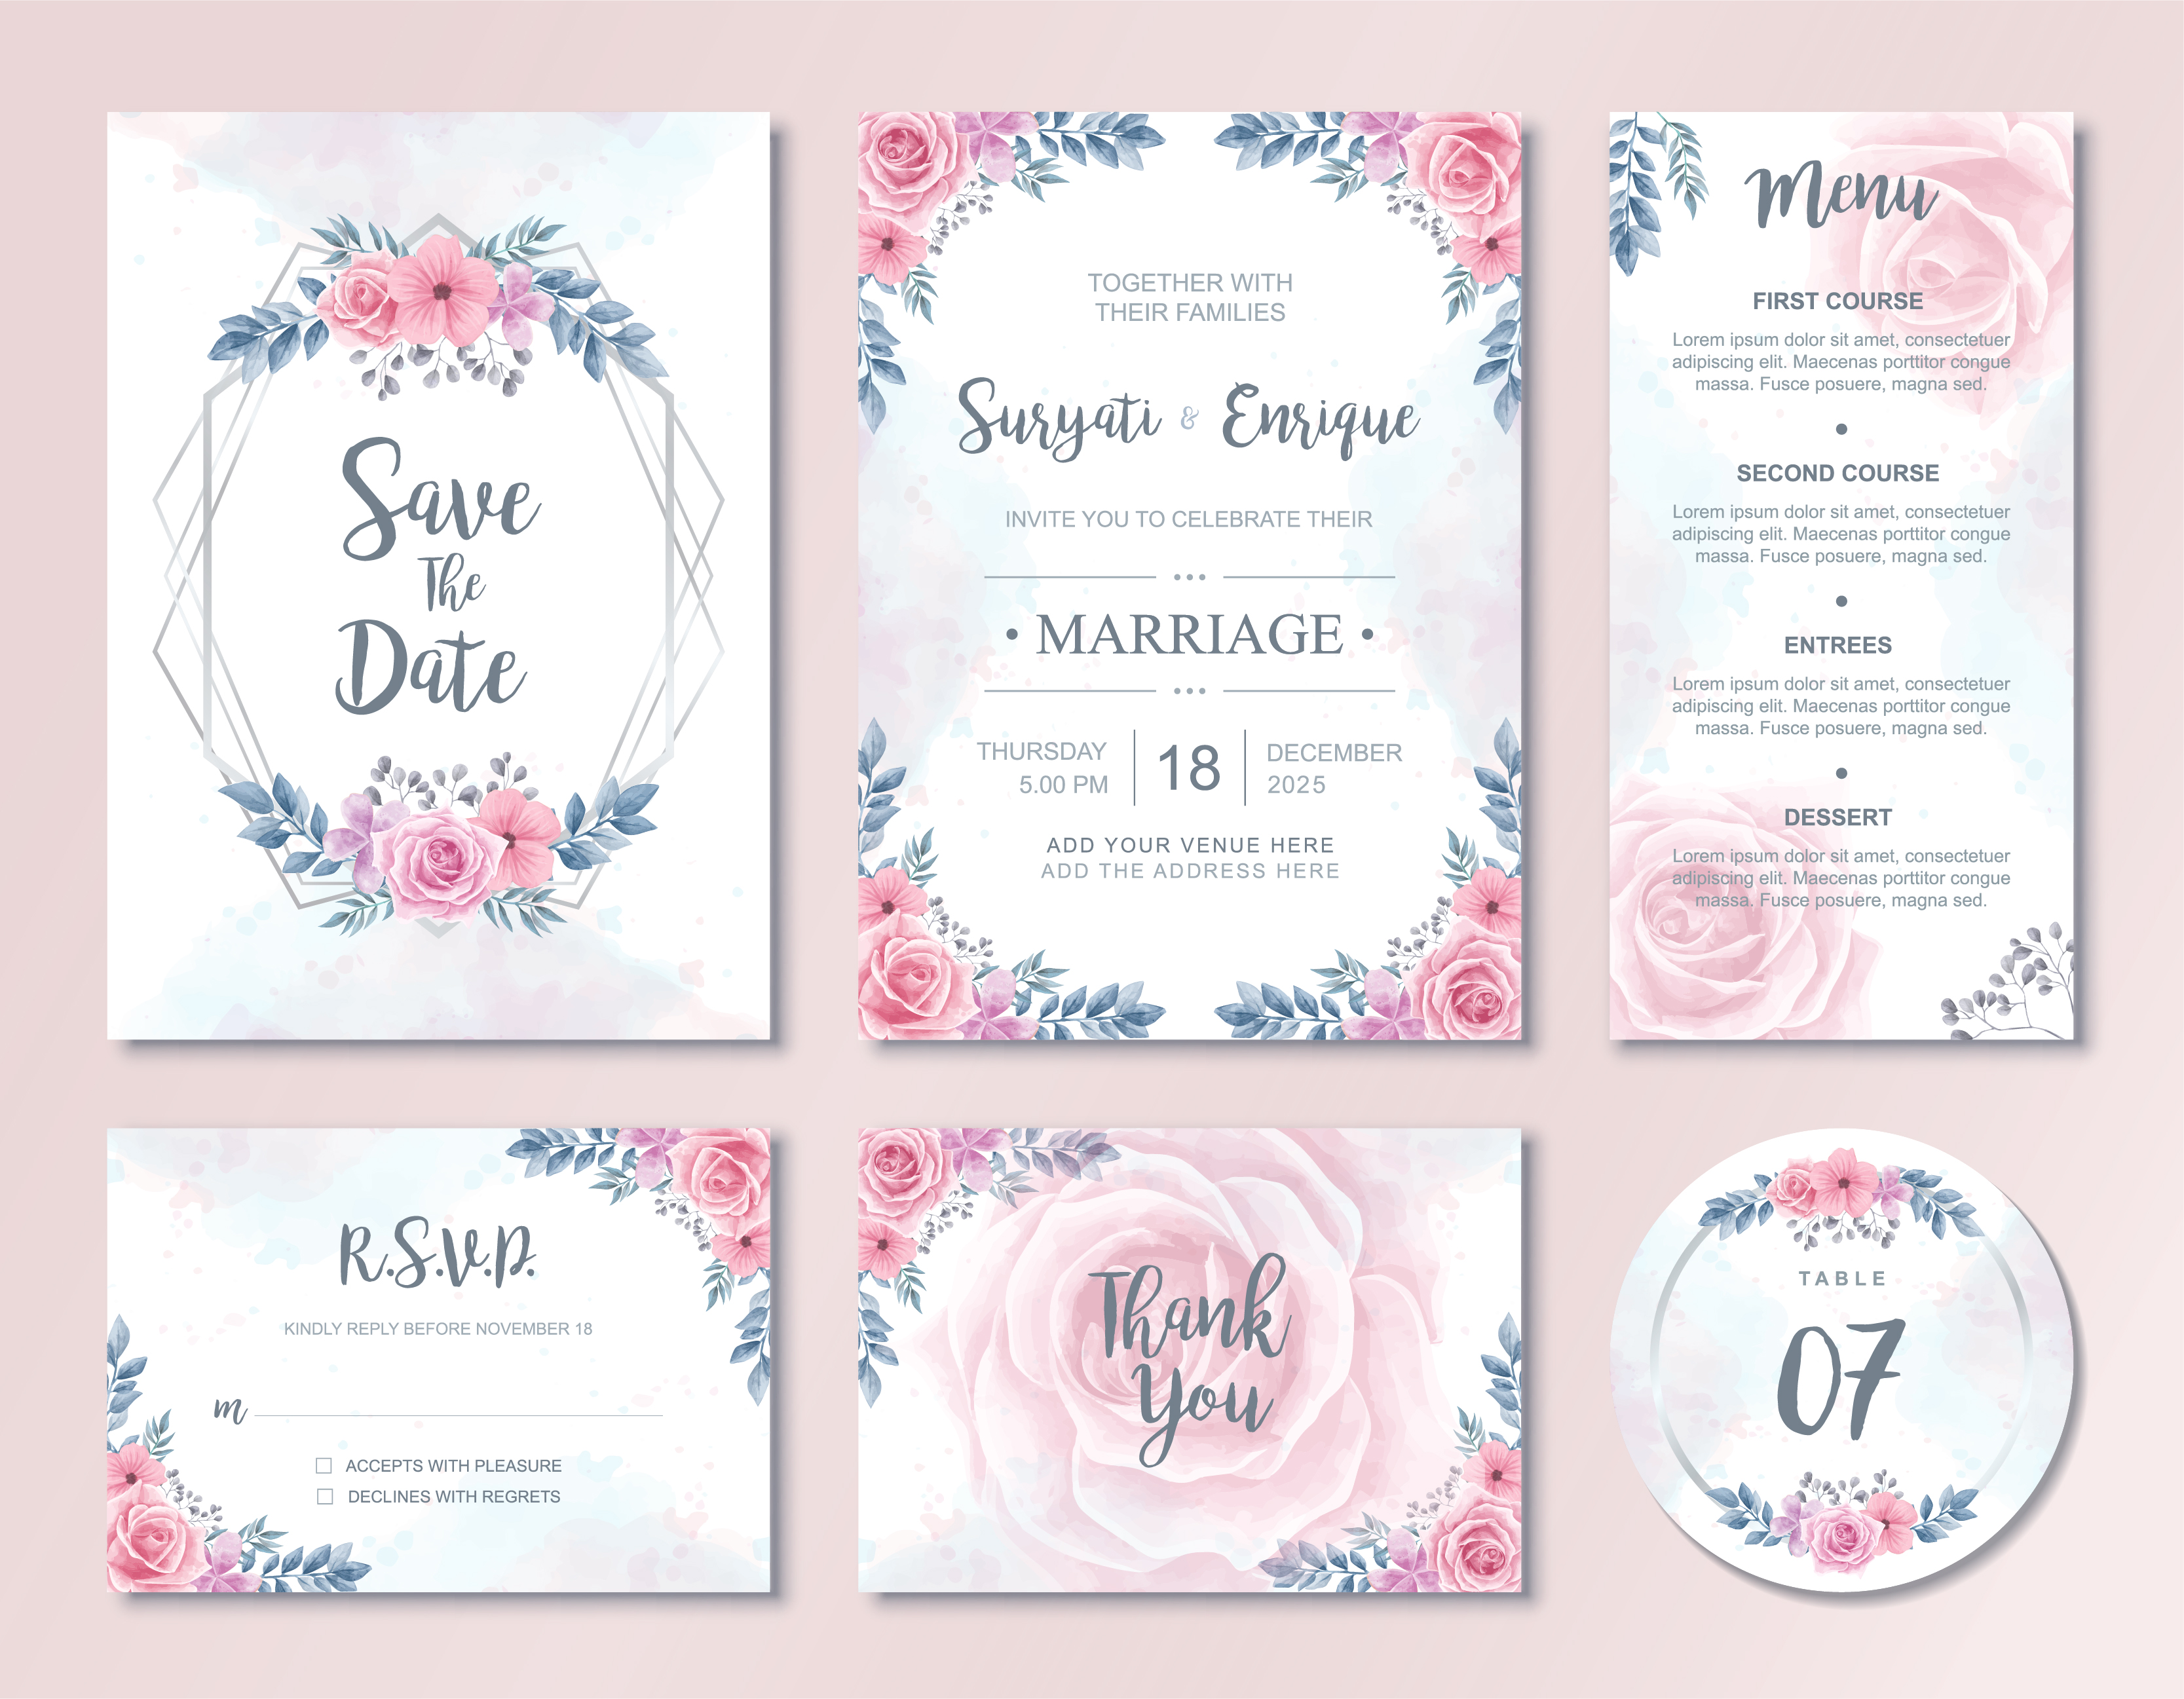 Save
The
Date
TOGETHER WITH
THEIR FAMILIES
Suryati & Enrique
INVITE YOU TO CELEBRATE THEIR
• MARRIAGE •
THURSDAY
5.00 PM
18
DECEMBER
2025
ADD YOUR VENUE HERE
ADD THE ADDRESS HERE
Menu
FIRST COURSE
Lorem ipsum dolor sit amet, consectetuer
adipiscing elit. Maecenas porttitor congue
massa. Fusce posuere, magna sed.
•
SECOND COURSE
Lorem ipsum dolor sit amet, consectetuer
adipiscing elit. Maecenas porttitor congue
massa. Fusce posuere, magna sed.
•
ENTREES
Lorem ipsum dolor sit amet, consectetuer
adipiscing elit. Maecenas porttitor congue
massa. Fusce posuere, magna sed.
•
DESSERT
Lorem ipsum dolor sit amet, consectetuer
adipiscing elit. Maecenas porttitor congue
massa. Fusce posuere, magna sed.
R.S.V.P.
KINDLY REPLY BEFORE NOVEMBER 18
m
ACCEPTS WITH PLEASURE
DECLINES WITH REGRETS
Thank
You
TABLE
07